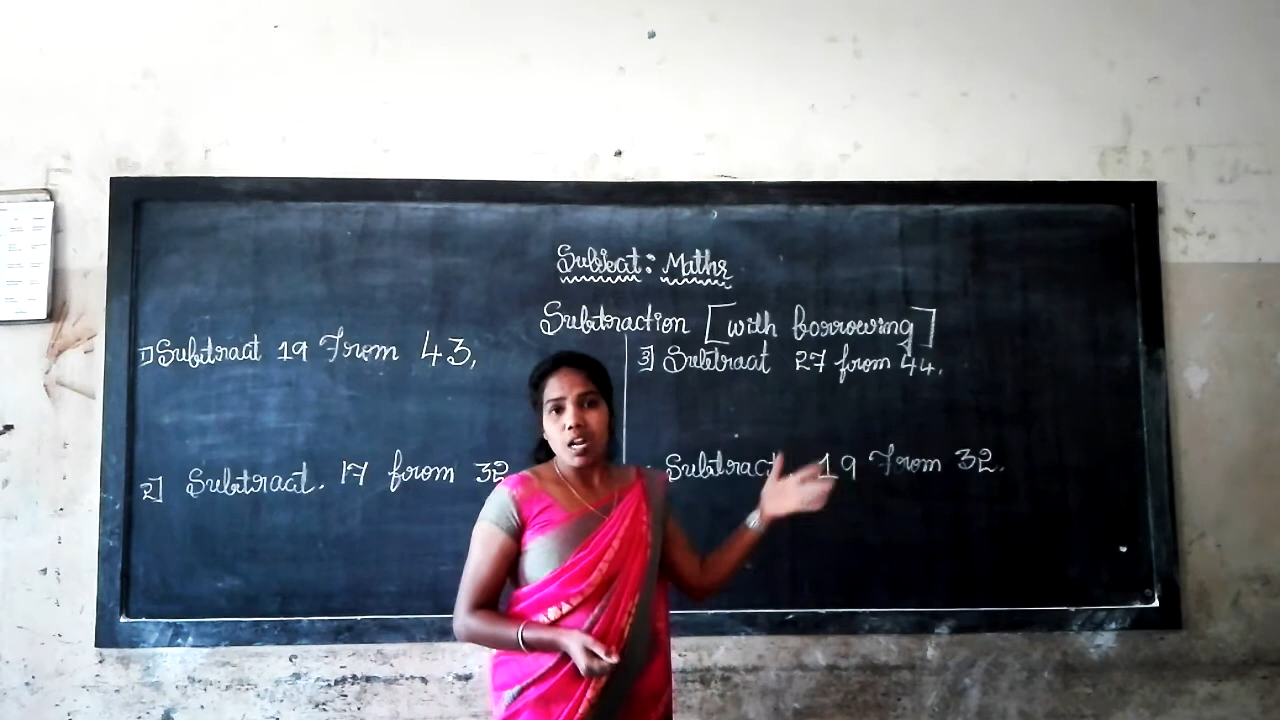 Subject: Maths
Subtraction [with borrowing]
1) Subtract 19 From 43,
2] Subtract. 17 from 32
3] Subtract 27 from 44.
Subtract 19 From 32.